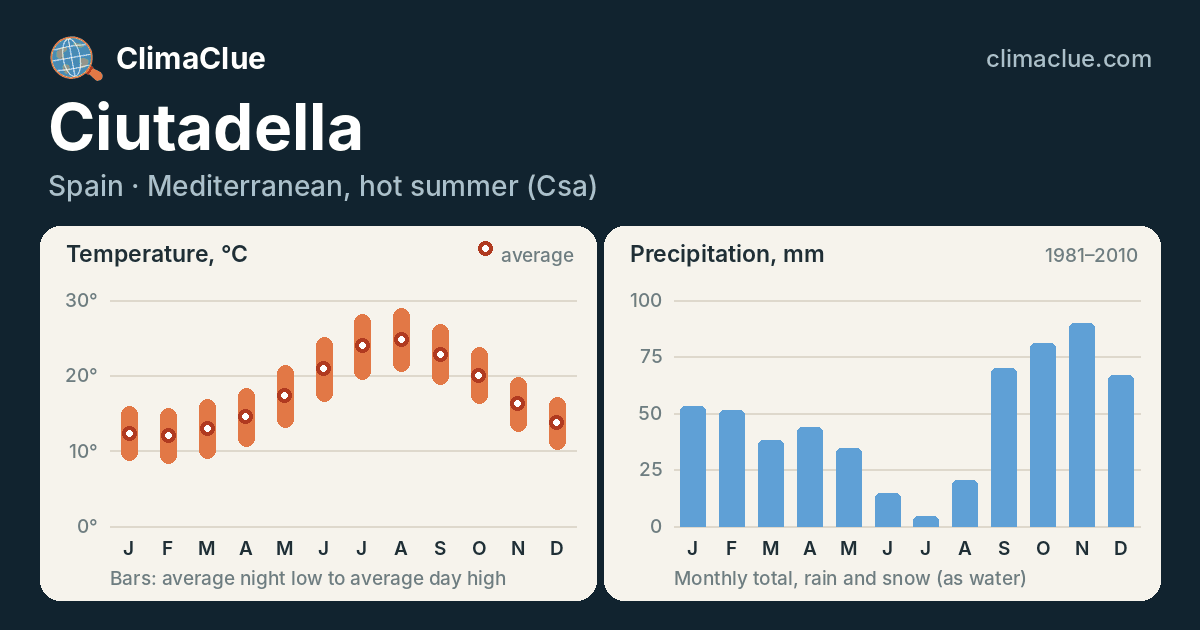 ClimaClue
climaclue.com
Ciutadella
Spain · Mediterranean, hot summer (Csa)
Temperature, °C
average
30°
20°
10°
0°
J F M A M J J A S O N D
Bars: average night low to average day high
Precipitation, mm
1981–2010
100
75
50
25
0
J F M A M J J A S O N D
Monthly total, rain and snow (as water)